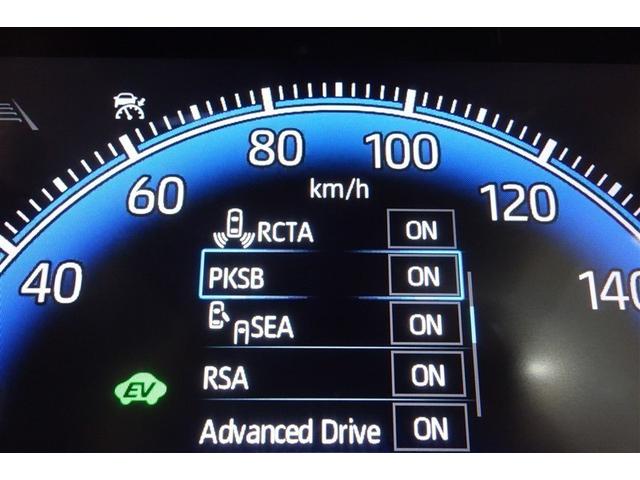 80 100
60 km/h 120
40 140
RCTA ON
PKSB ON
SEA ON
RSA ON
EV
Advanced Drive ON